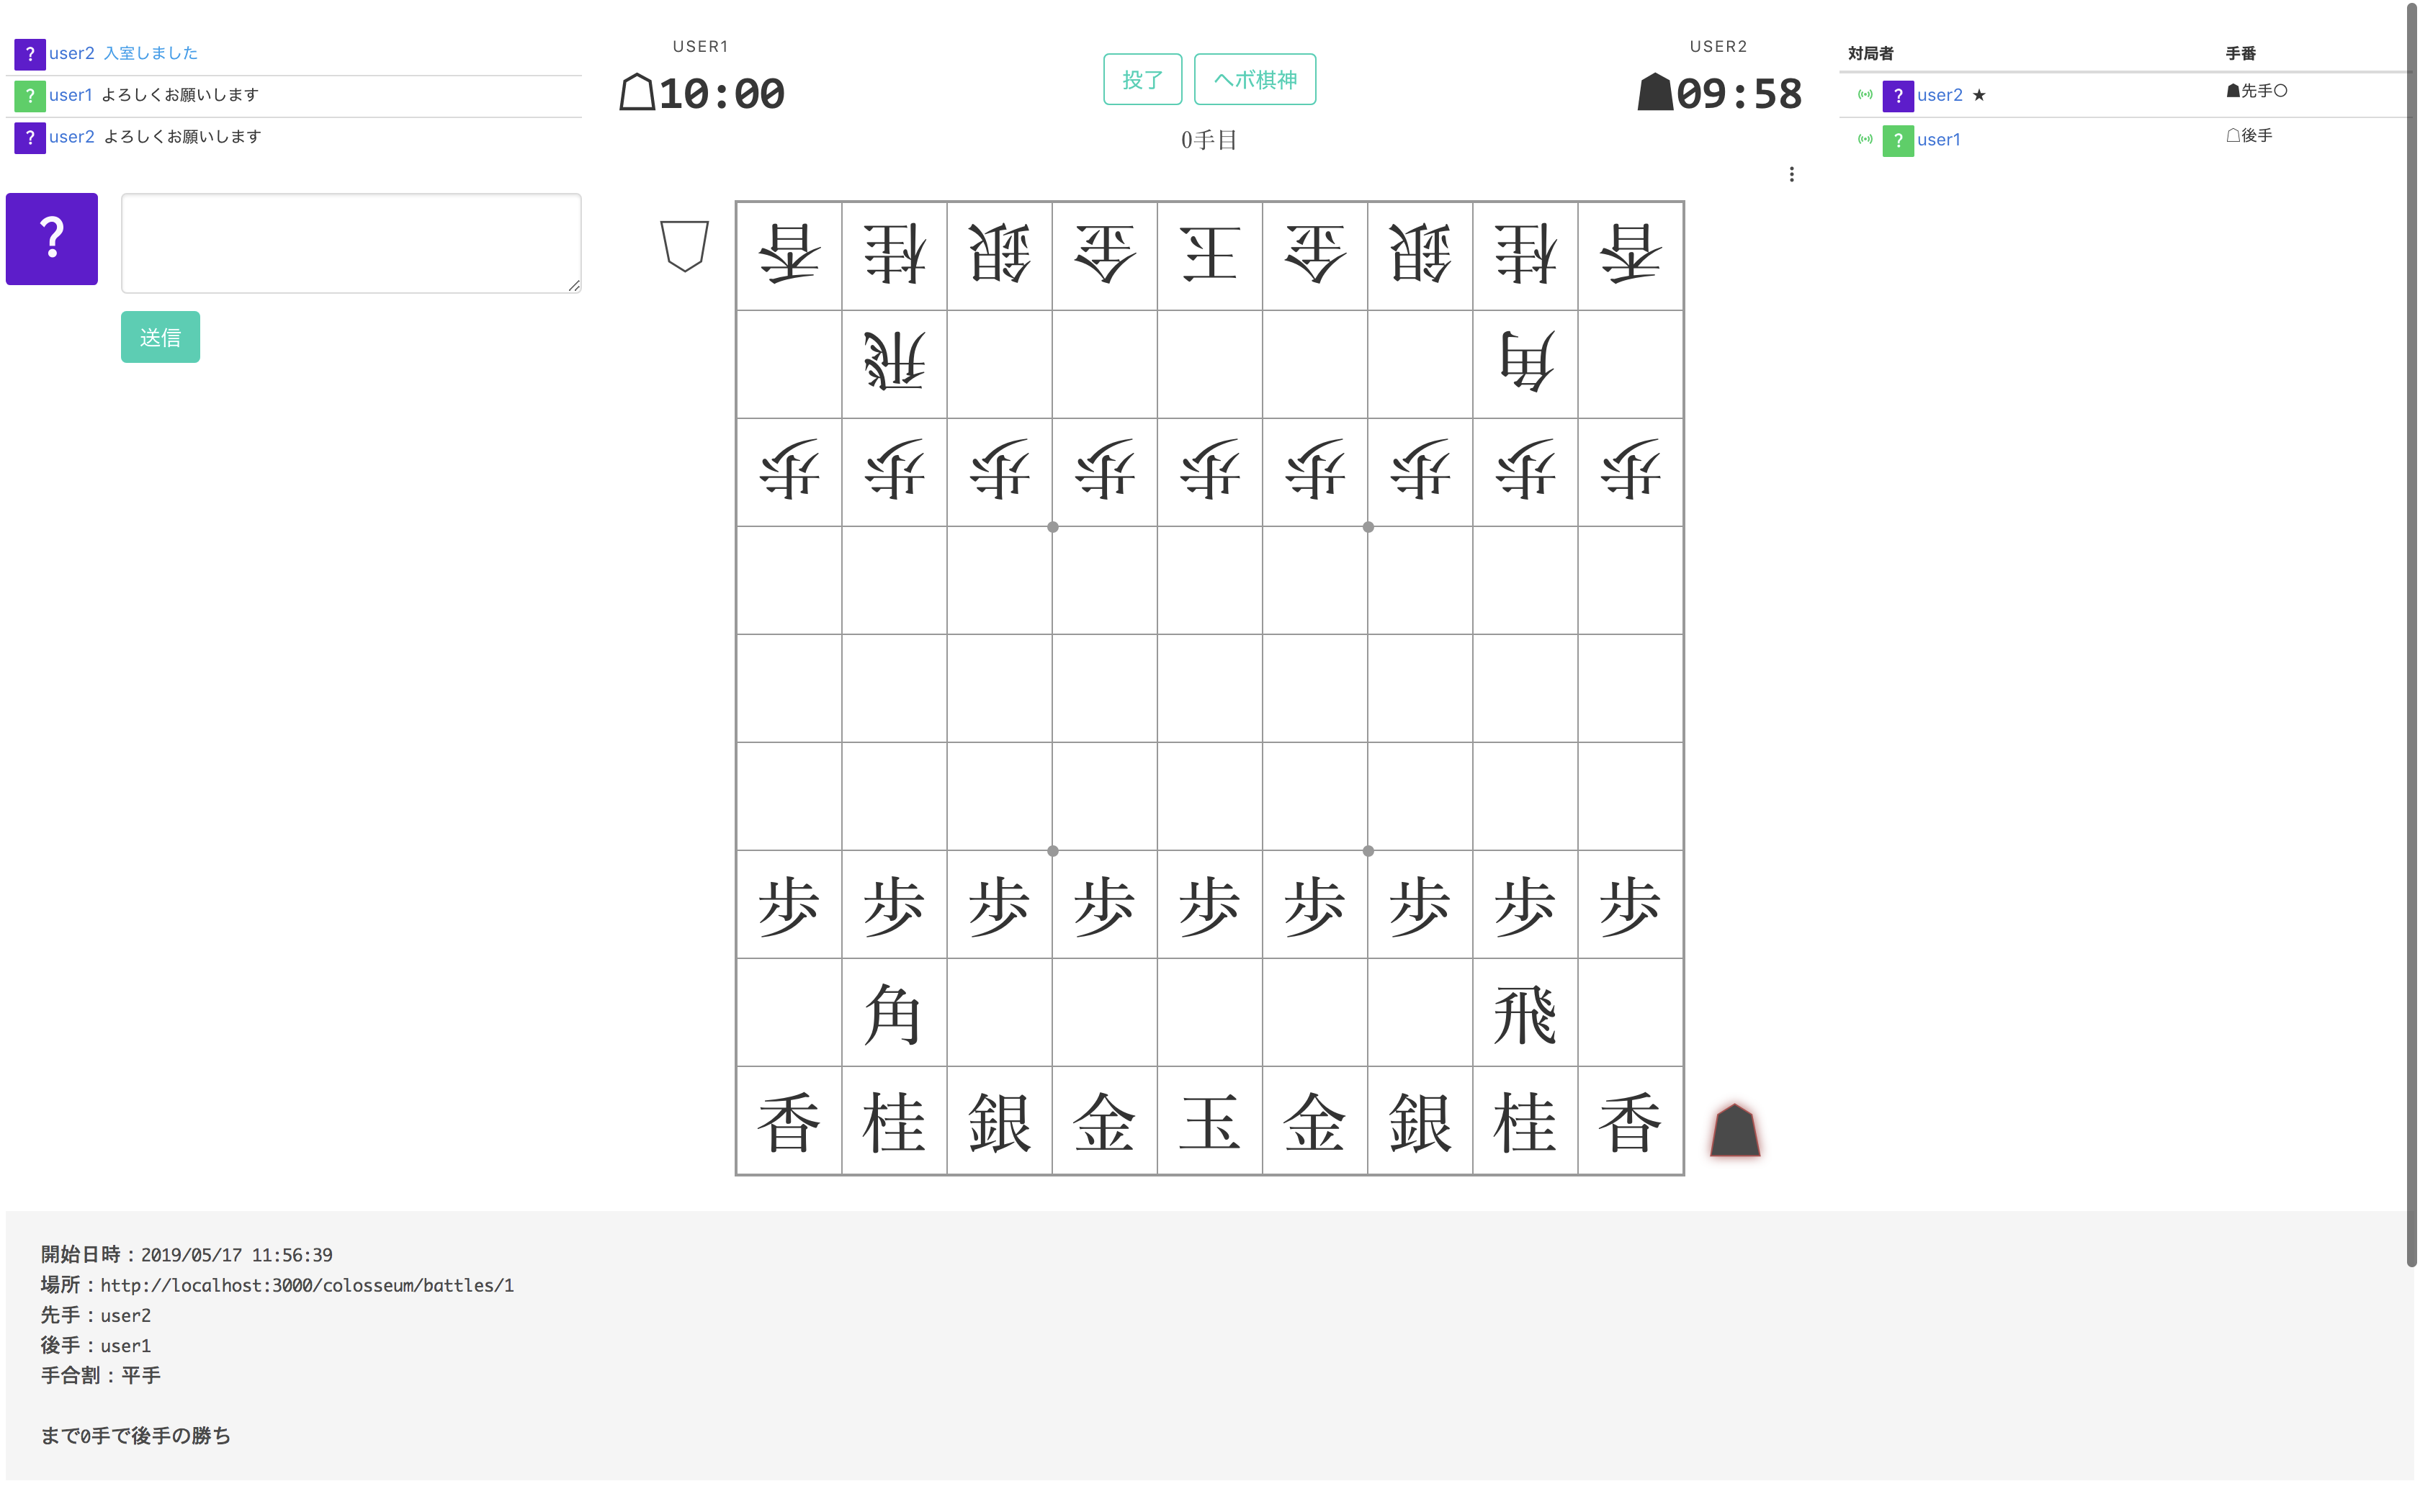 ? user2 入室しました
? user1 よろしくお願いします
? user2 よろしくお願いします
?
送信
USER1
☖10:00
投了 ヘボ棋神
0手目
USER2
☗09:58
対局者 手番
? user2 ★ ☗先手○
? user1 ☖後手
香 桂 銀 金 王 金 銀 桂 香
飛 角
歩 歩 歩 歩 歩 歩 歩 歩 歩
歩 歩 歩 歩 歩 歩 歩 歩 歩
角 飛
香 桂 銀 金 玉 金 銀 桂 香
開始日時：2019/05/17 11:56:39
場所：http://localhost:3000/colosseum/battles/1
先手：user2
後手：user1
手合割：平手
まで0手で後手の勝ち